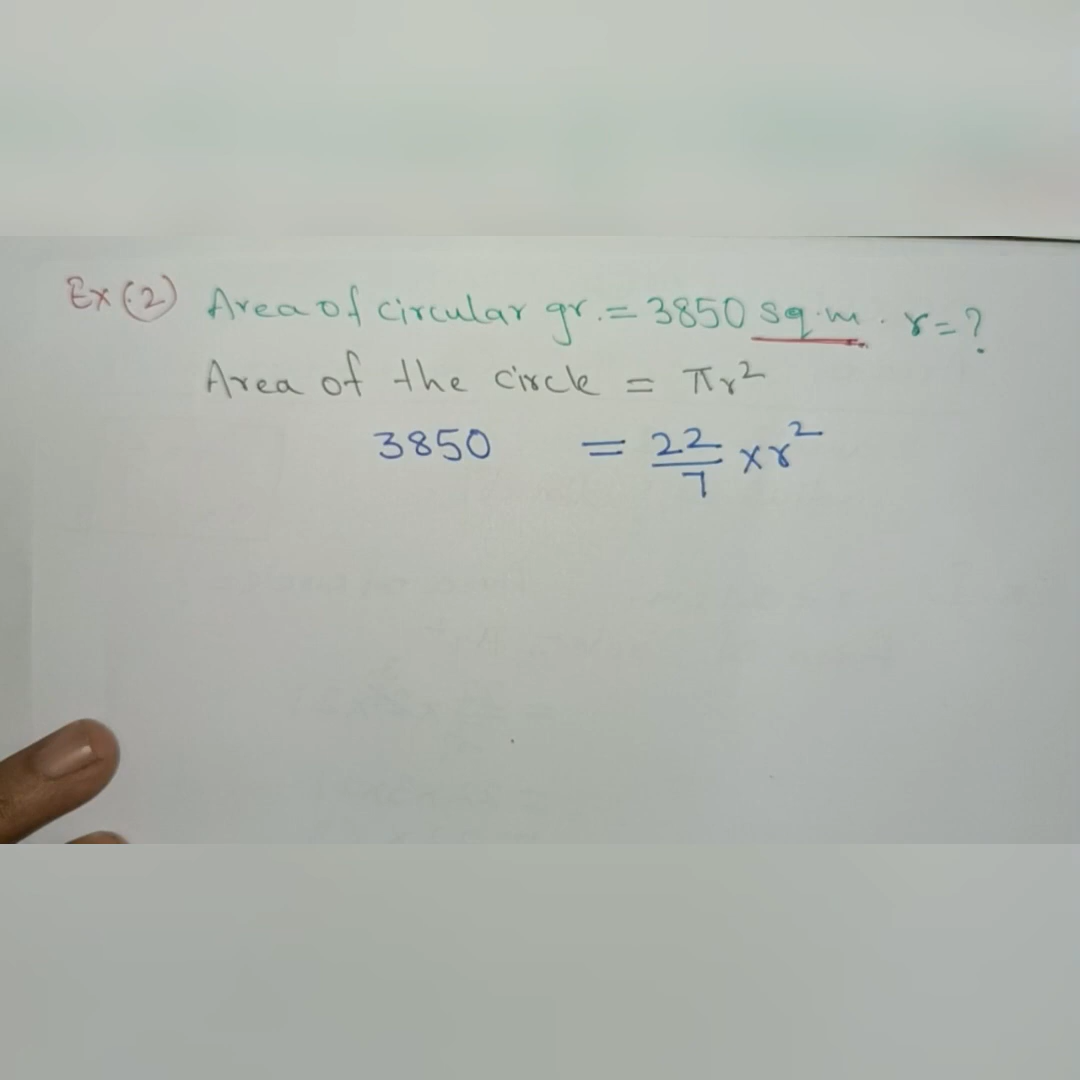 Ex (2) Area of circular gr. = 3850 sq.m. r = ?
Area of the circle = πr²
3850 = 22/7 × r²